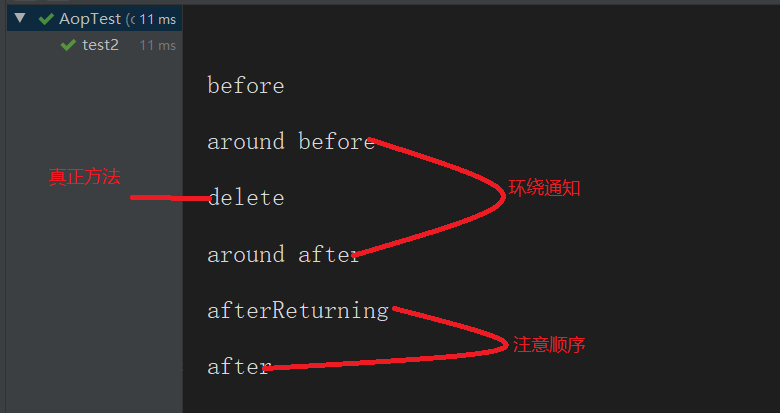 AopTest (c 11 ms
test2 11 ms
before
around before
环绕通知
真正方法
delete
around after
afterReturning
注意顺序
after